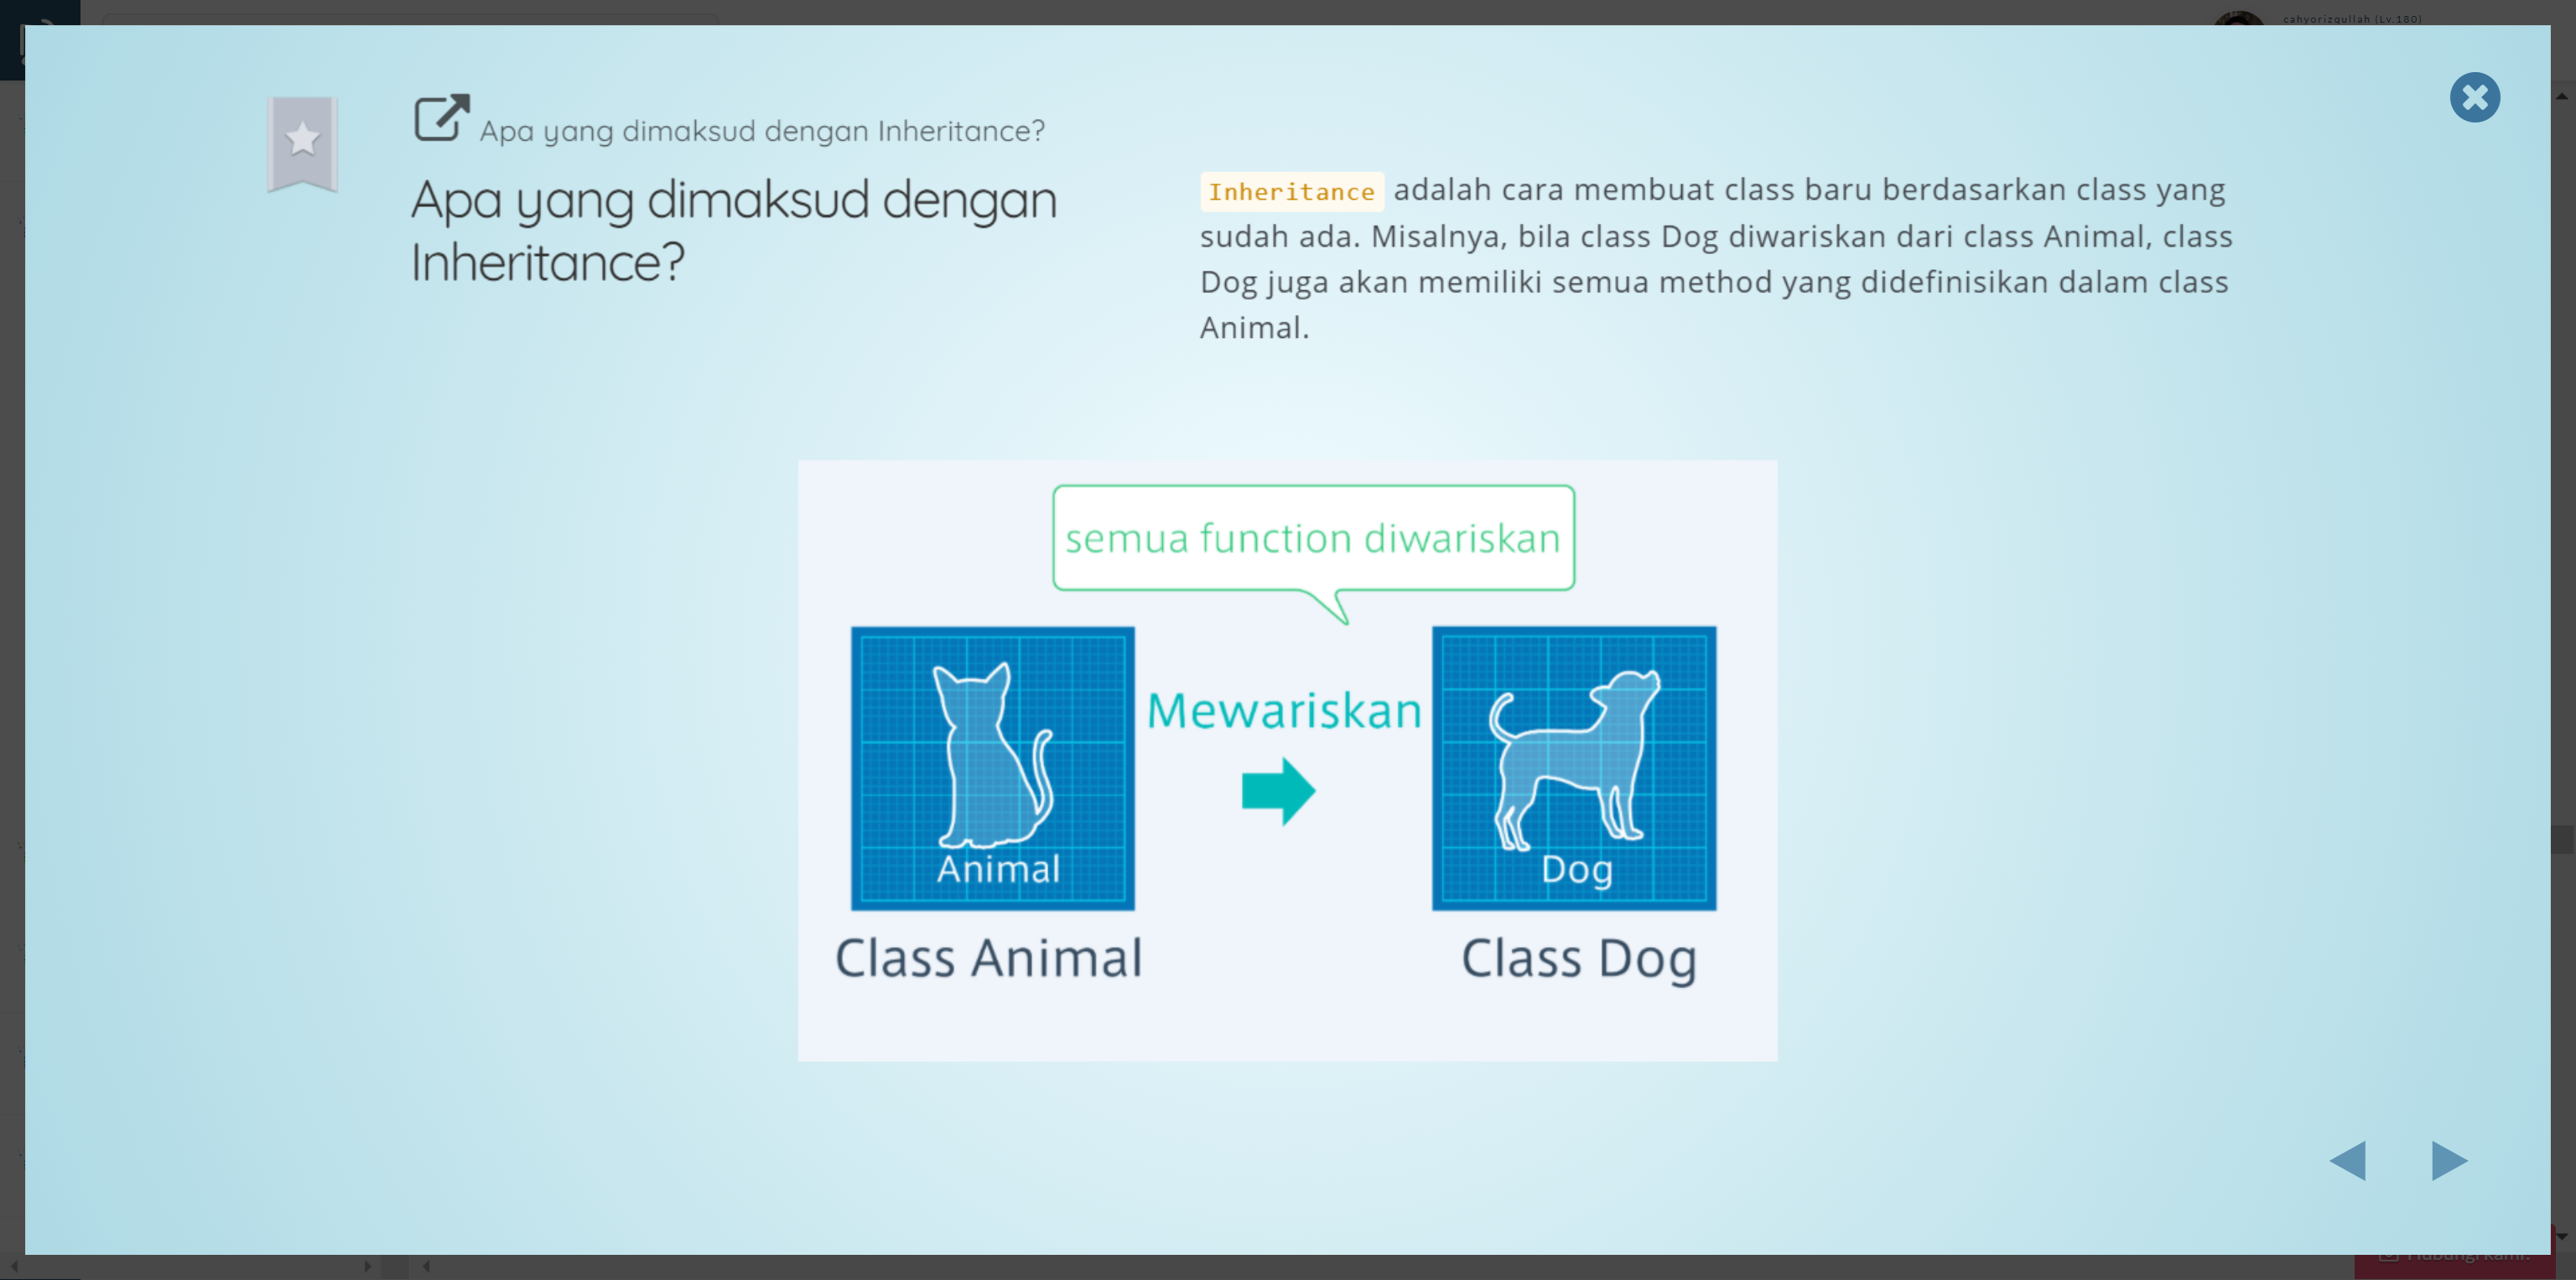 cahyorizqullah (Lv.180)
Apa yang dimaksud dengan Inheritance?
Apa yang dimaksud dengan
Inheritance?
Inheritance adalah cara membuat class baru berdasarkan class yang
sudah ada. Misalnya, bila class Dog diwariskan dari class Animal, class
Dog juga akan memiliki semua method yang didefinisikan dalam class
Animal.
semua function diwariskan
Mewariskan
Animal
Dog
Class Animal
Class Dog
Hubungi kami.